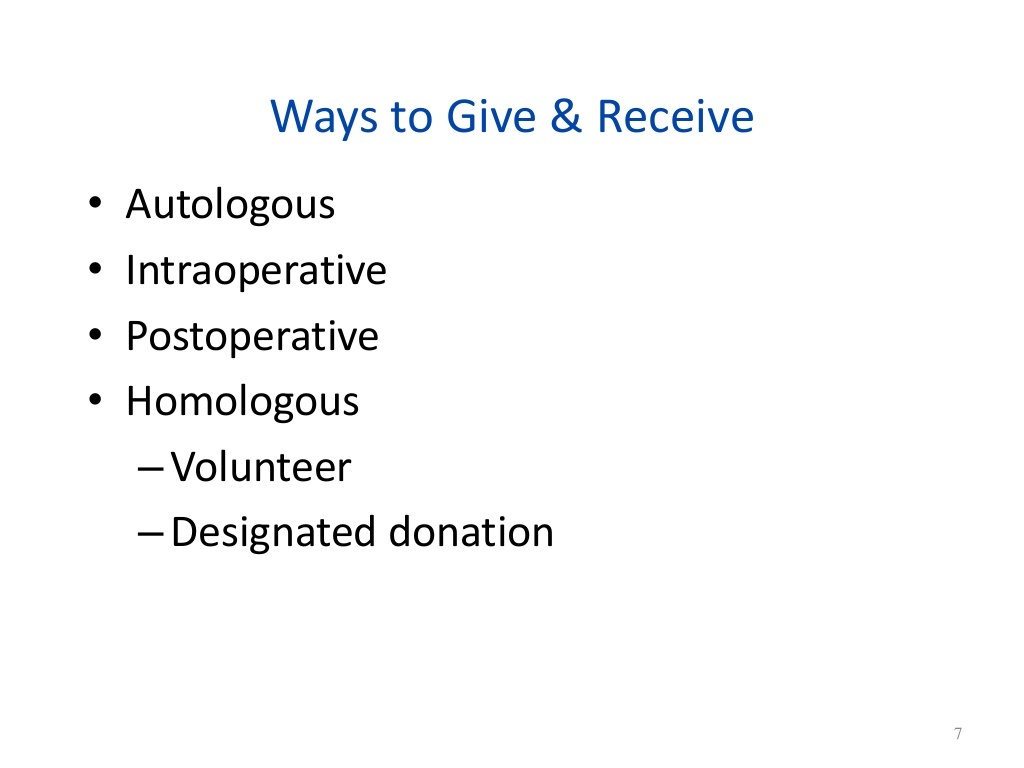 Ways to Give & Receive
• Autologous
• Intraoperative
• Postoperative
• Homologous
– Volunteer
– Designated donation
7